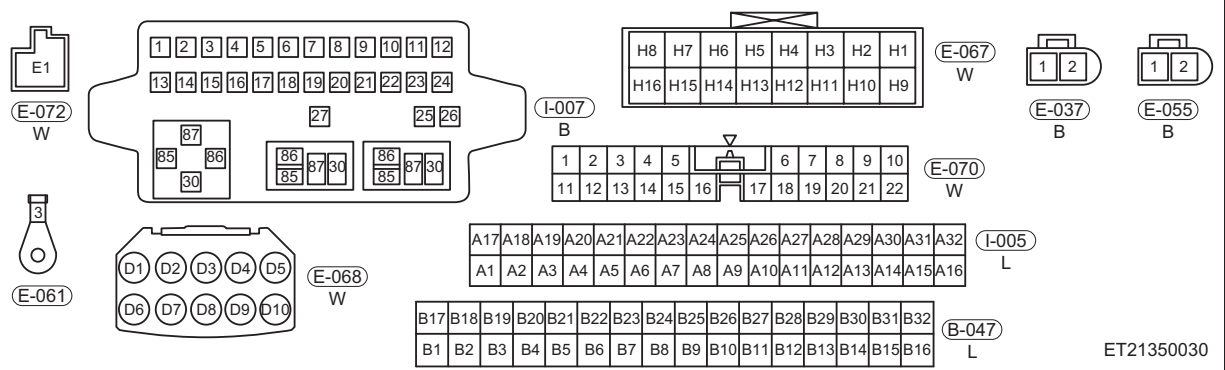 E1
E-072
W
3
E-061
1 2 3 4 5 6 7 8 9 10 11 12
13 14 15 16 17 18 19 20 21 22 23 24
27 25 26
87
85 86
30
86
85
87 30
86
85
87 30
I-007
B
D1 D2 D3 D4 D5
D6 D7 D8 D9 D10
E-068
W
H8 H7 H6 H5 H4 H3 H2 H1
H16 H15 H14 H13 H12 H11 H10 H9
E-067
W
1 2
E-037
B
1 2
E-055
B
1 2 3 4 5 6 7 8 9 10
11 12 13 14 15 16 17 18 19 20 21 22
E-070
W
A17 A18 A19 A20 A21 A22 A23 A24 A25 A26 A27 A28 A29 A30 A31 A32
A1 A2 A3 A4 A5 A6 A7 A8 A9 A10 A11 A12 A13 A14 A15 A16
I-005
L
B17 B18 B19 B20 B21 B22 B23 B24 B25 B26 B27 B28 B29 B30 B31 B32
B1 B2 B3 B4 B5 B6 B7 B8 B9 B10 B11 B12 B13 B14 B15 B16
B-047
L
ET21350030